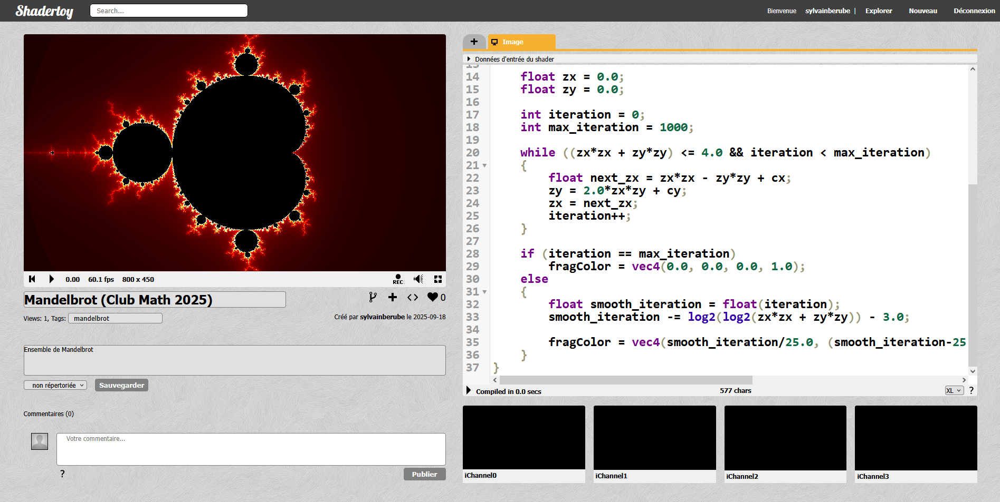 Shadertoy
Search...
Bienvenue sylvainberube | Explorer Nouveau Déconnexion
0.00 60.1 fps 800 x 450
REC
Mandelbrot (Club Math 2025)
0
Views: 1, Tags: mandelbrot
Créé par sylvainberube le 2025-09-18
Ensemble de Mandelbrot
non répertoriée Sauvegarder
Commentaires (0)
Votre commentaire...
?
Publier
+ Image
Données d'entrée du shader
13
14 float zx = 0.0;
15 float zy = 0.0;
16
17 int iteration = 0;
18 int max_iteration = 1000;
19
20 while ((zx*zx + zy*zy) <= 4.0 && iteration < max_iteration)
21 {
22 float next_zx = zx*zx - zy*zy + cx;
23 zy = 2.0*zx*zy + cy;
24 zx = next_zx;
25 iteration++;
26 }
27
28 if (iteration == max_iteration)
29 fragColor = vec4(0.0, 0.0, 0.0, 1.0);
30 else
31 {
32 float smooth_iteration = float(iteration);
33 smooth_iteration -= log2(log2(zx*zx + zy*zy)) - 3.0;
34
35 fragColor = vec4(smooth_iteration/25.0, (smooth_iteration-25
36 }
37 }
Compiled in 0.0 secs 577 chars XL ?
iChannel0 iChannel1 iChannel2 iChannel3